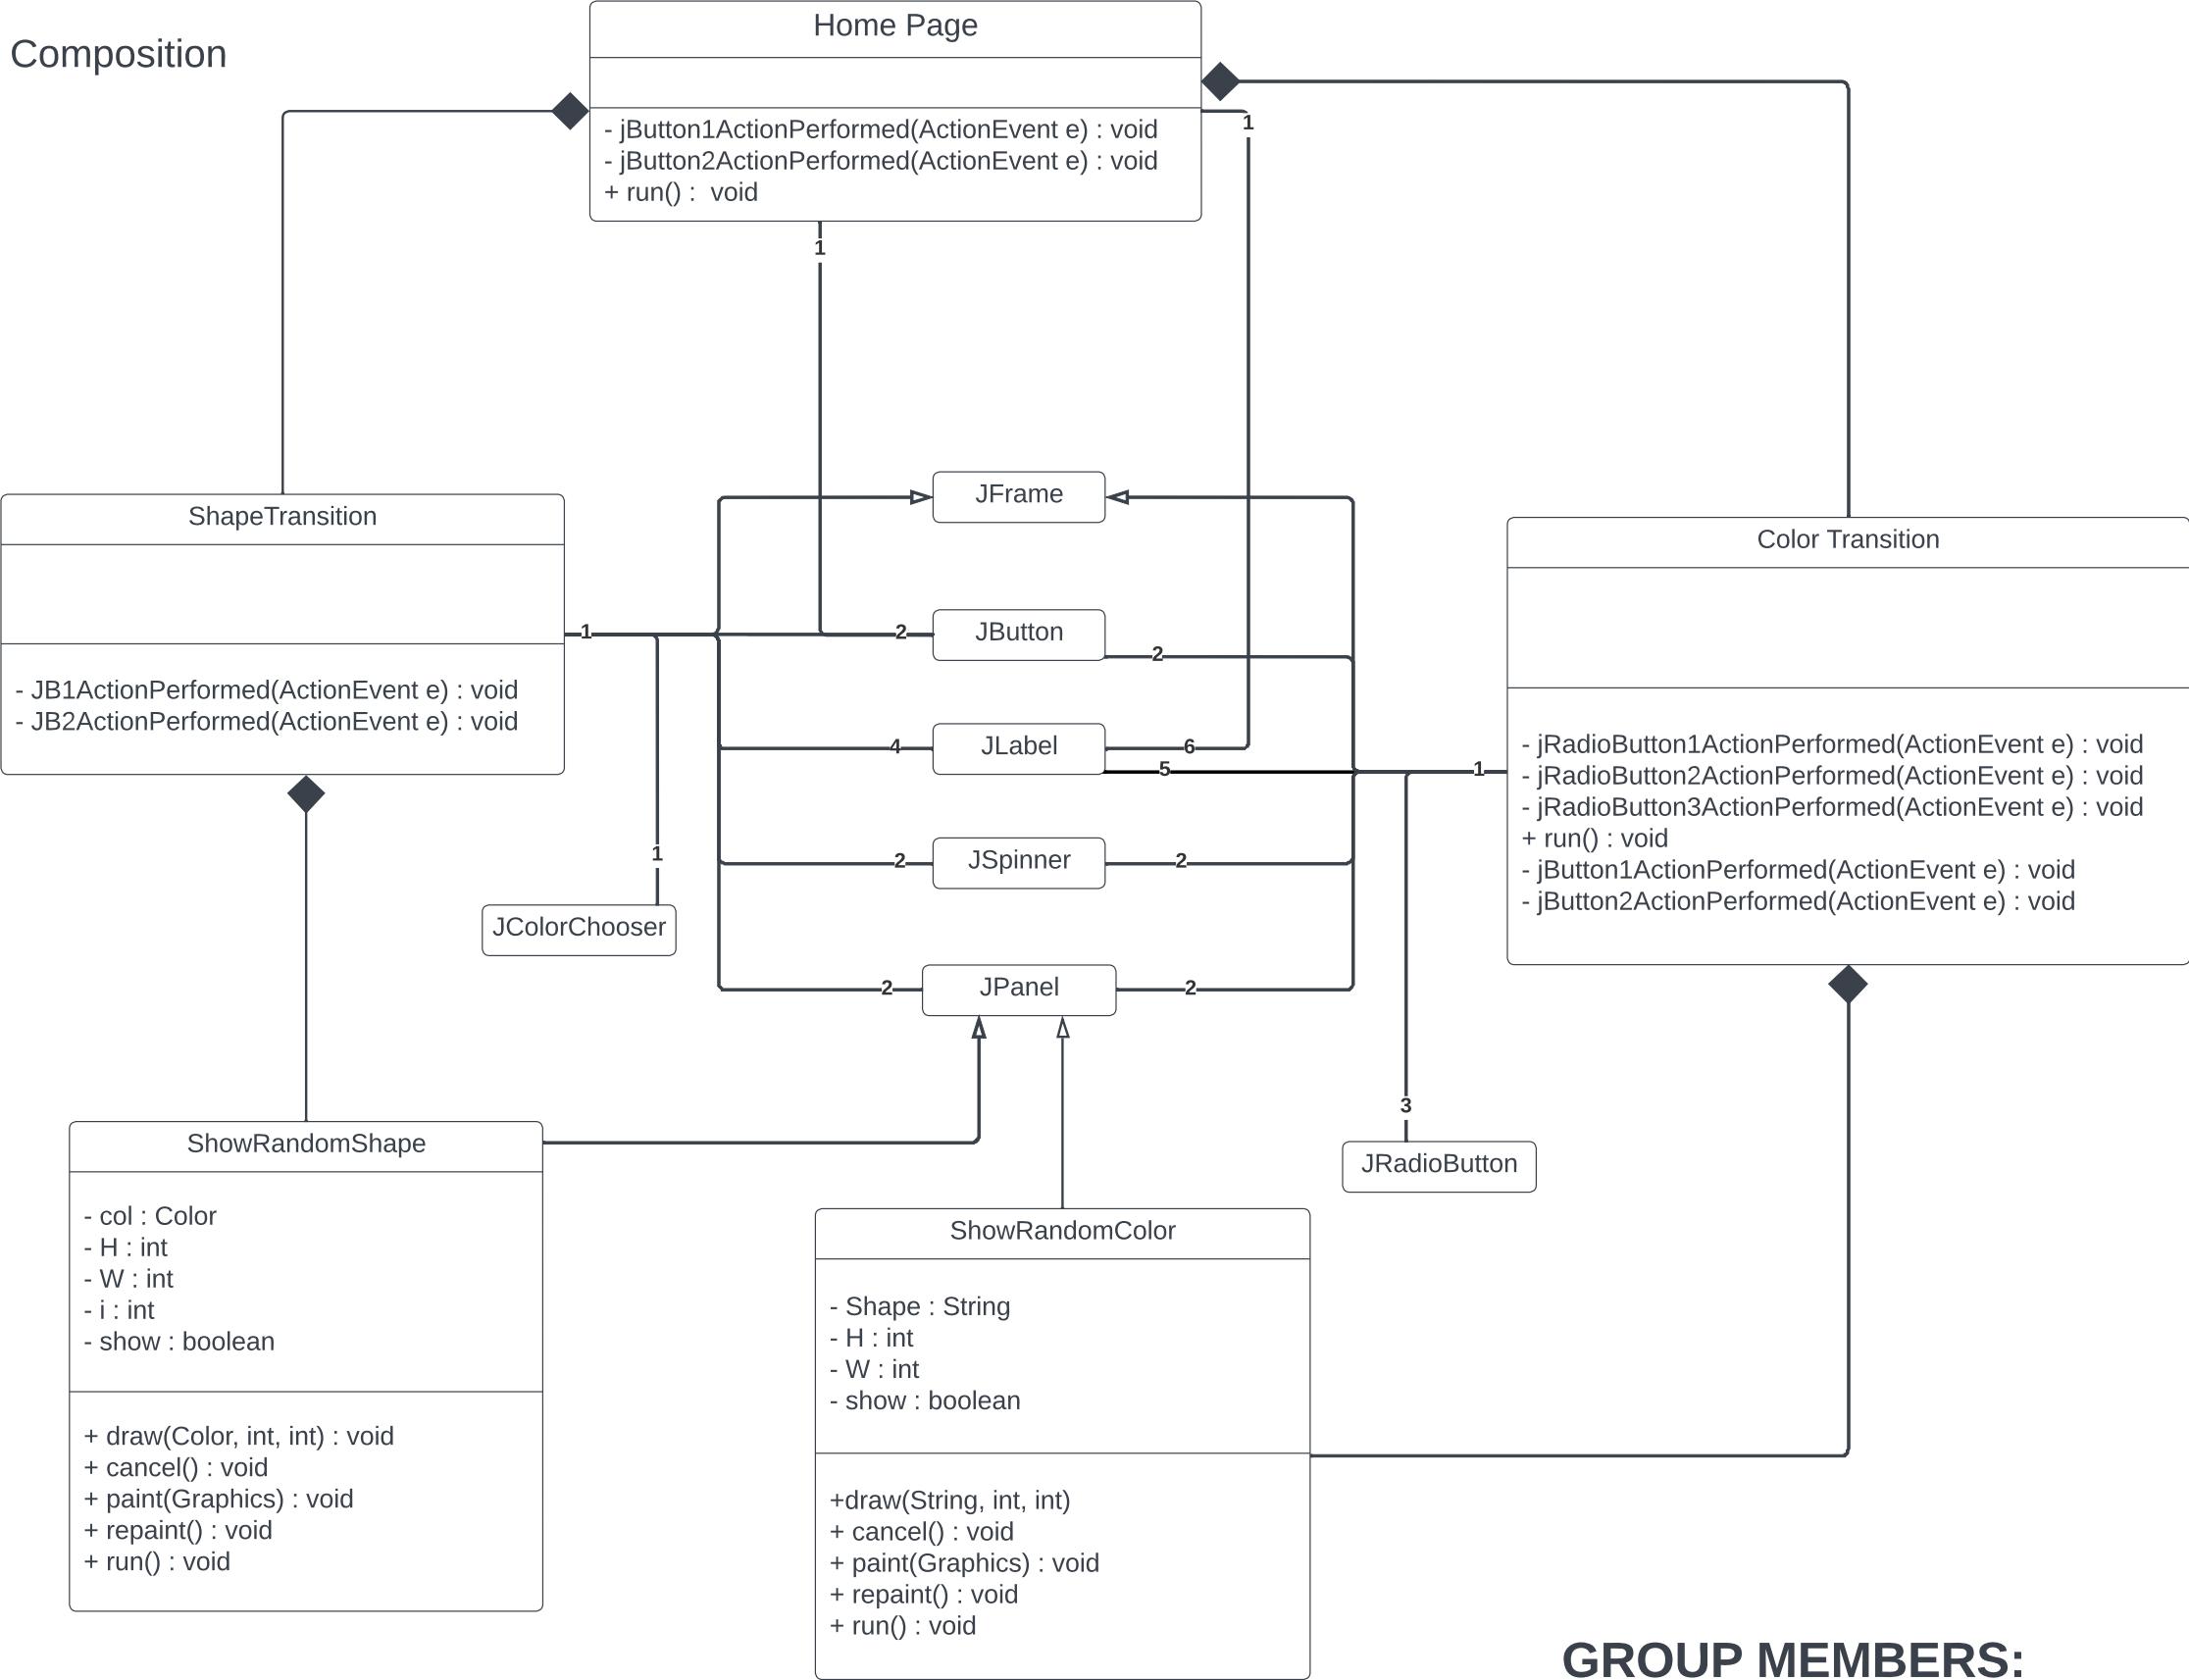 Composition
Home Page
- jButton1ActionPerformed(ActionEvent e) : void
- jButton2ActionPerformed(ActionEvent e) : void
+ run() :  void
1
1
ShapeTransition
- JB1ActionPerformed(ActionEvent e) : void
- JB2ActionPerformed(ActionEvent e) : void
1
1
JColorChooser
JFrame
2
JButton
2
4
JLabel
6
5
2
JSpinner
2
2
JPanel
2
Color Transition
- jRadioButton1ActionPerformed(ActionEvent e) : void
- jRadioButton2ActionPerformed(ActionEvent e) : void
- jRadioButton3ActionPerformed(ActionEvent e) : void
+ run() : void
- jButton1ActionPerformed(ActionEvent e) : void
- jButton2ActionPerformed(ActionEvent e) : void
1
3
JRadioButton
ShowRandomShape
- col : Color
- H : int
- W : int
- i : int
- show : boolean
+ draw(Color, int, int) : void
+ cancel() : void
+ paint(Graphics) : void
+ repaint() : void
+ run() : void
ShowRandomColor
- Shape : String
- H : int
- W : int
- show : boolean
+draw(String, int, int)
+ cancel() : void
+ paint(Graphics) : void
+ repaint() : void
+ run() : void
GROUP MEMBERS: